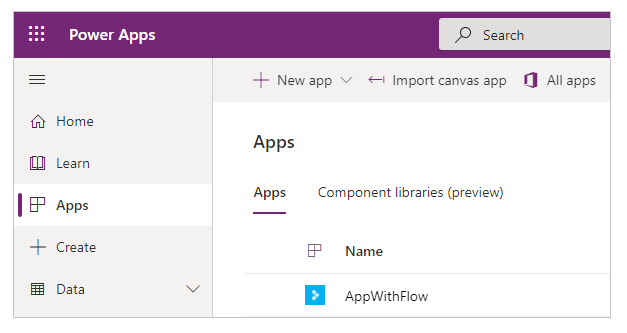 Power Apps
Search
New app
Import canvas app
All apps
Home
Learn
Apps
Create
Data
Apps
Apps
Component libraries (preview)
Name
AppWithFlow